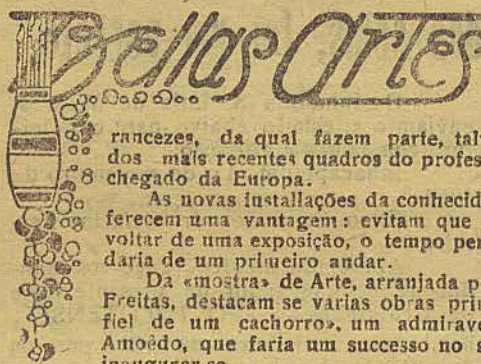 Bellas Artes
rancezes, da qual fazem parte, tal
dos mais recentes quadros do profes
chegado da Europa.
As novas installações da conhecid
ferecem uma vantagem: evitam que
voltar de uma exposição, o tempo per
daria de um primeiro andar.
Da «mostra» de Arte, arranjada p
Freitas, destacam se varias obras prin
fiel de um cachorro», um admirave
Amoêdo, que faria um successo no s
inaugurar-se